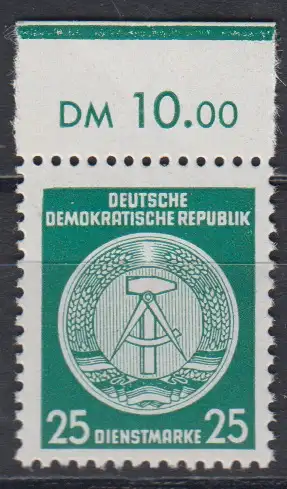 DM 10.00
DEUTSCHE
DEMOKRATISCHE REPUBLIK
25 DIENSTMARKE 25